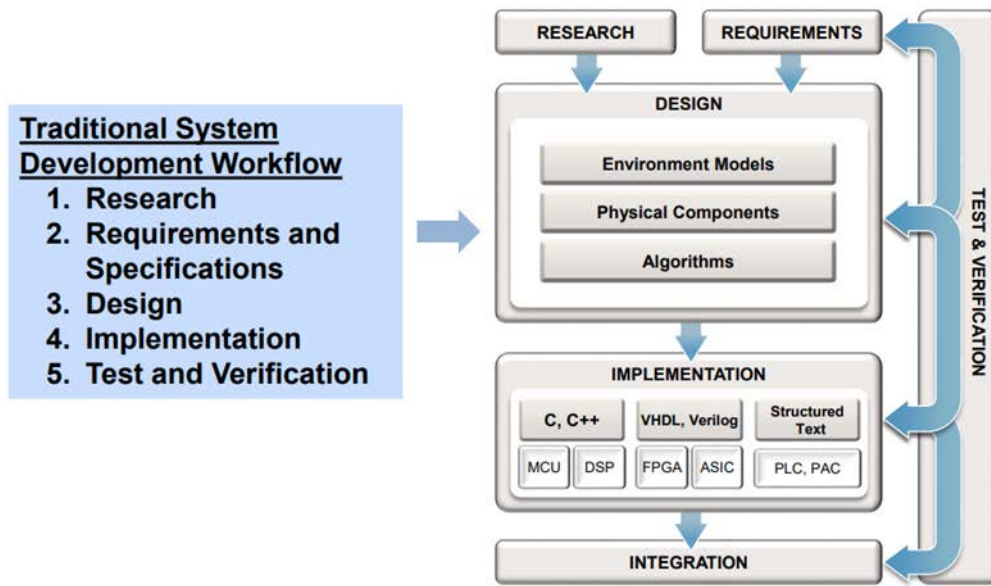 Traditional System
Development Workflow
1. Research
2. Requirements and
Specifications
3. Design
4. Implementation
5. Test and Verification
RESEARCH
REQUIREMENTS
DESIGN
Environment Models
Physical Components
Algorithms
IMPLEMENTATION
C, C++
MCU
DSP
VHDL, Verilog
FPGA
ASIC
Structured
Text
PLC, PAC
INTEGRATION
TEST & VERIFICATION